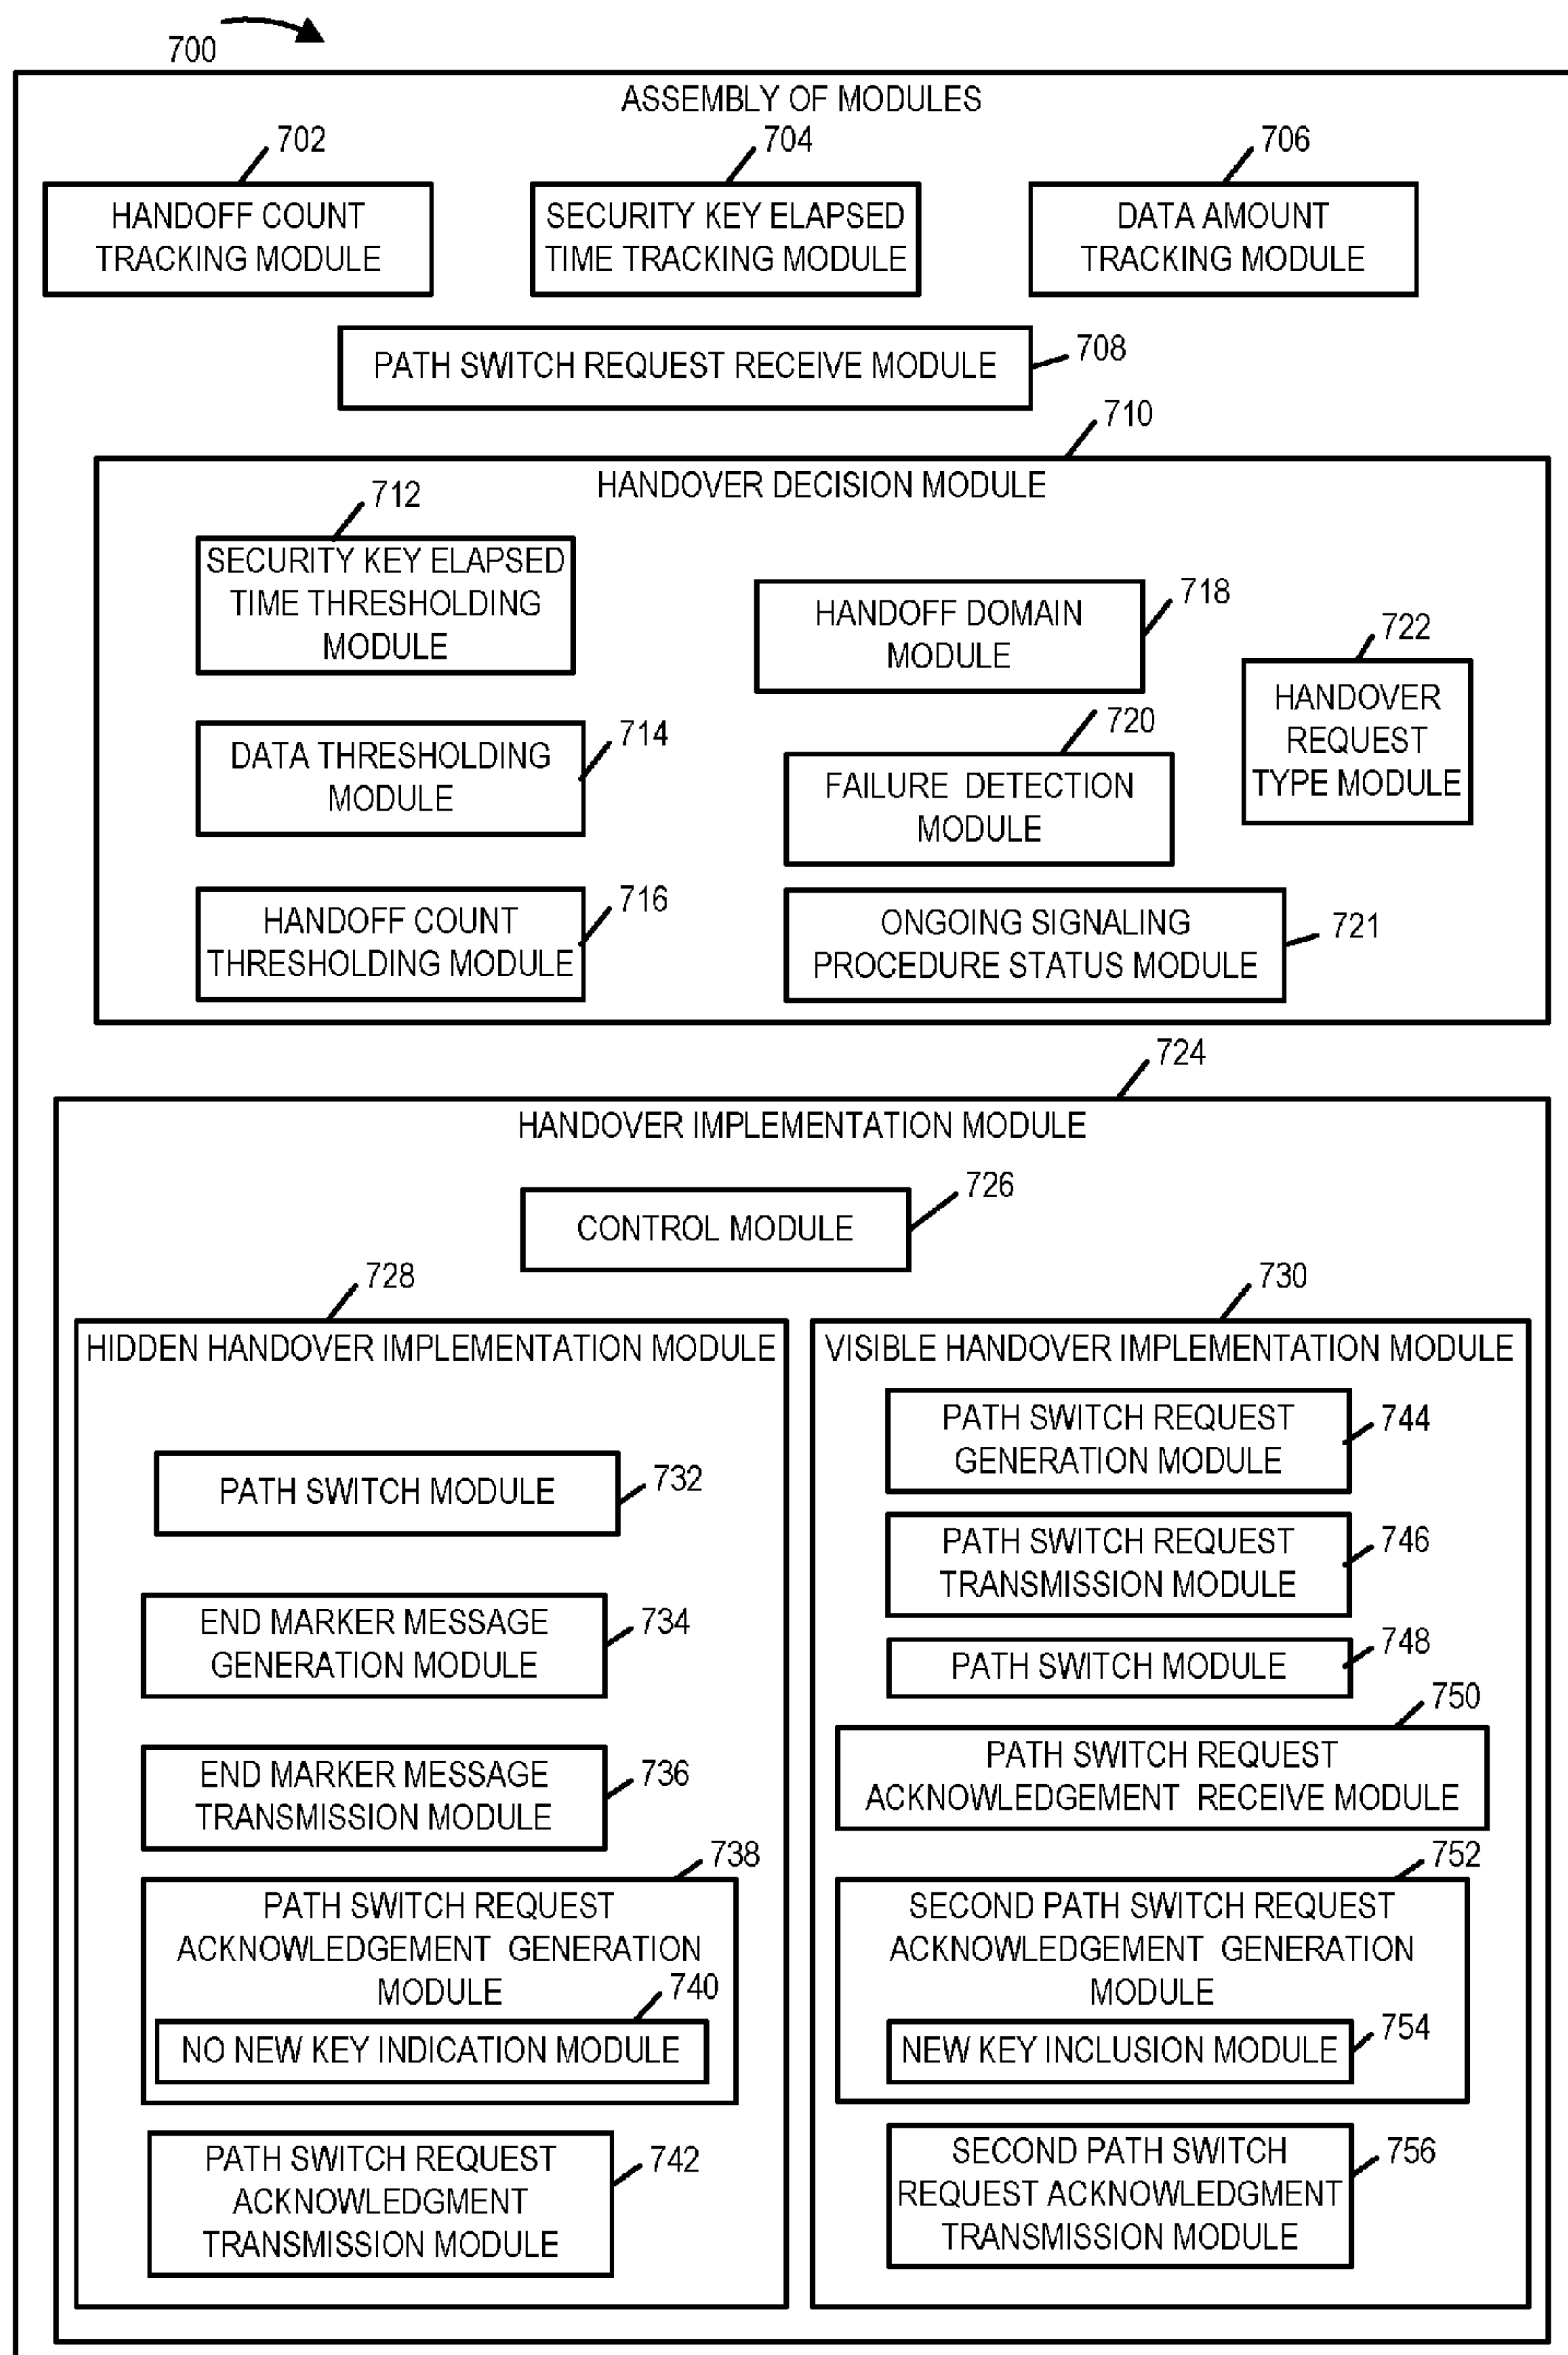 700
ASSEMBLY OF MODULES
702
704
706
HANDOFF COUNT
TRACKING MODULE
SECURITY KEY ELAPSED
TIME TRACKING MODULE
DATA AMOUNT
TRACKING MODULE
PATH SWITCH REQUEST RECEIVE MODULE
708
710
HANDOVER DECISION MODULE
712
SECURITY KEY ELAPSED
TIME THRESHOLDING
MODULE
DATA THRESHOLDING
MODULE
714
HANDOFF COUNT
THRESHOLDING MODULE
716
HANDOFF DOMAIN
MODULE
718
720
FAILURE DETECTION
MODULE
ONGOING SIGNALING
PROCEDURE STATUS MODULE
721
722
HANDOVER
REQUEST
TYPE MODULE
724
HANDOVER IMPLEMENTATION MODULE
CONTROL MODULE
726
728
HIDDEN HANDOVER IMPLEMENTATION MODULE
PATH SWITCH MODULE
732
END MARKER MESSAGE
GENERATION MODULE
734
END MARKER MESSAGE
TRANSMISSION MODULE
736
738
PATH SWITCH REQUEST
ACKNOWLEDGEMENT GENERATION
MODULE
740
NO NEW KEY INDICATION MODULE
PATH SWITCH REQUEST
ACKNOWLEDGMENT
TRANSMISSION MODULE
742
730
VISIBLE HANDOVER IMPLEMENTATION MODULE
PATH SWITCH REQUEST
GENERATION MODULE
744
PATH SWITCH REQUEST
TRANSMISSION MODULE
746
PATH SWITCH MODULE
748
750
PATH SWITCH REQUEST
ACKNOWLEDGEMENT RECEIVE MODULE
752
SECOND PATH SWITCH REQUEST
ACKNOWLEDGEMENT GENERATION
MODULE
NEW KEY INCLUSION MODULE
754
SECOND PATH SWITCH
REQUEST ACKNOWLEDGMENT
TRANSMISSION MODULE
756